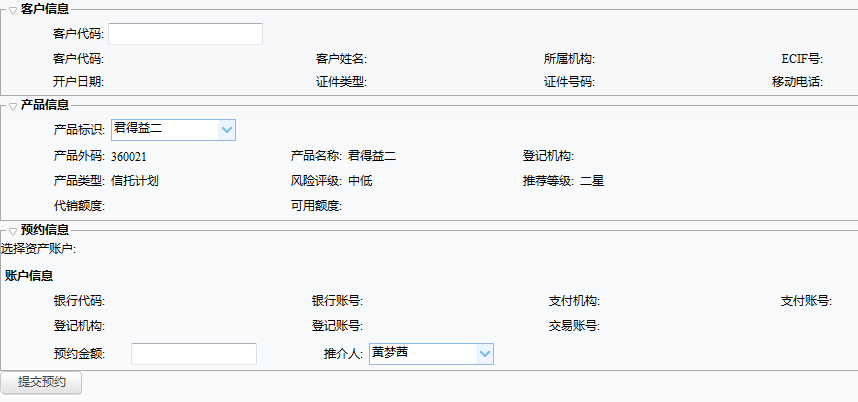 客户信息
客户代码:
客户代码: 客户姓名: 所属机构: ECIF号:
开户日期: 证件类型: 证件号码: 移动电话:
产品信息
产品标识: 君得益二
产品外码: 360021 产品名称: 君得益二 登记机构:
产品类型: 信托计划 风险评级: 中低 推荐等级: 二星
代销额度: 可用额度:
预约信息
选择资产账户:
账户信息
银行代码: 银行账号: 支付机构: 支付账号:
登记机构: 登记账号: 交易账号:
预约金额: 推介人: 黄梦茜
提交预约